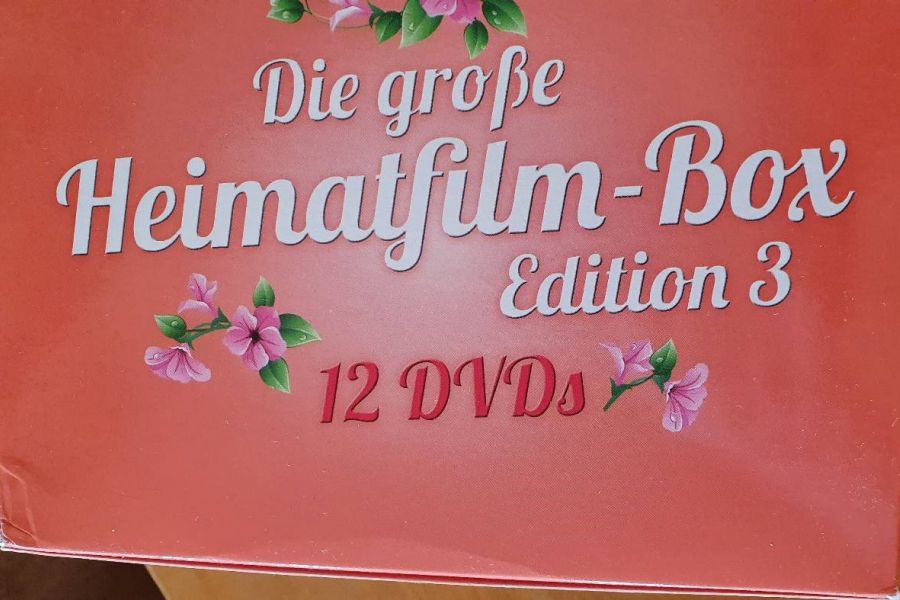 Die große
Heimatfilm-Box
Edition 3
12 DVDs